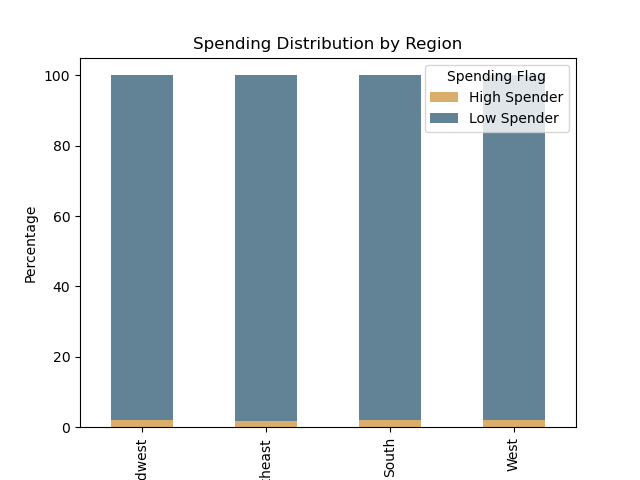 Spending Distribution by Region
Spending Flag
High Spender
Low Spender
100
80
60
40
20
0
Percentage
dwest
theast
South
West